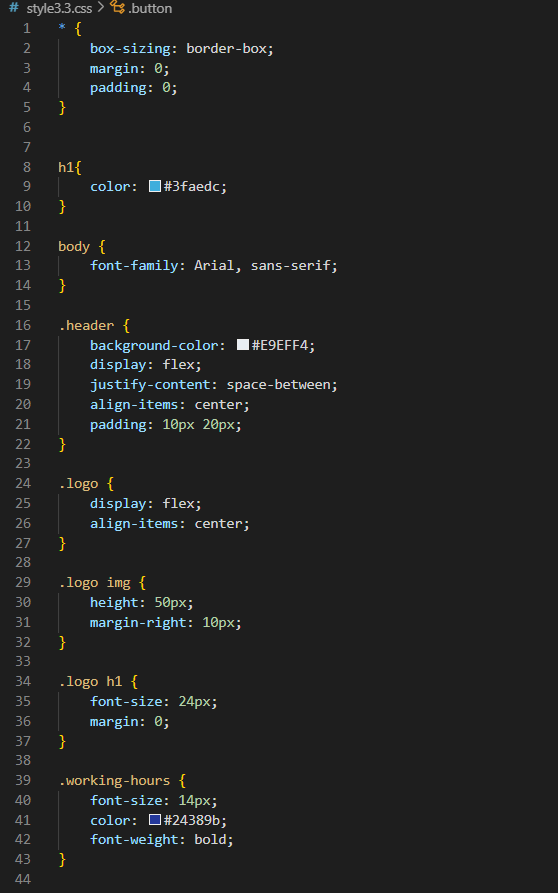 # style3.3.css > .button
1 * {
2     box-sizing: border-box;
3     margin: 0;
4     padding: 0;
5 }
6
7
8 h1{
9     color: #3faedc;
10 }
11
12 body {
13     font-family: Arial, sans-serif;
14 }
15
16 .header {
17     background-color: #E9EFF4;
18     display: flex;
19     justify-content: space-between;
20     align-items: center;
21     padding: 10px 20px;
22 }
23
24 .logo {
25     display: flex;
26     align-items: center;
27 }
28
29 .logo img {
30     height: 50px;
31     margin-right: 10px;
32 }
33
34 .logo h1 {
35     font-size: 24px;
36     margin: 0;
37 }
38
39 .working-hours {
40     font-size: 14px;
41     color: #24389b;
42     font-weight: bold;
43 }
44